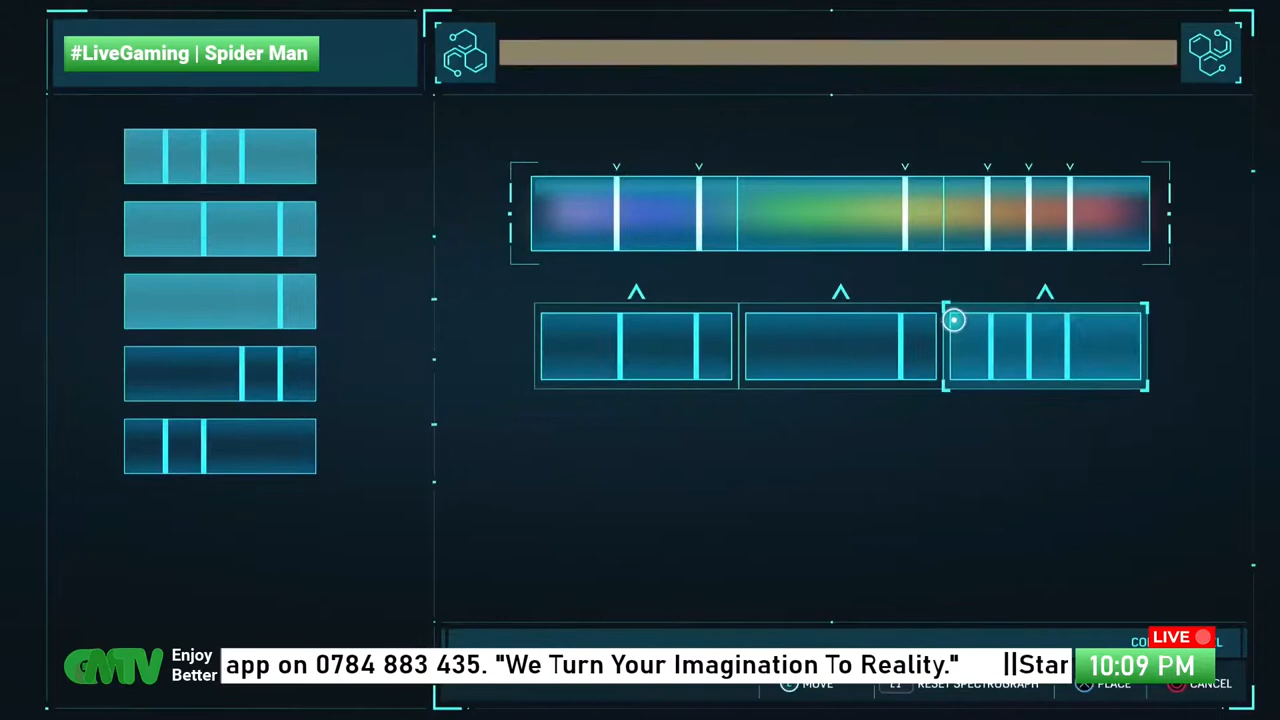 #LiveGaming | Spider Man
LIVE
GMTV
Enjoy
Better
app on 0784 883 435. "We Turn Your Imagination To Reality." ||Star
10:09 PM
MOVE
RESET SPECTROGRAPH
PLACE
CANCEL